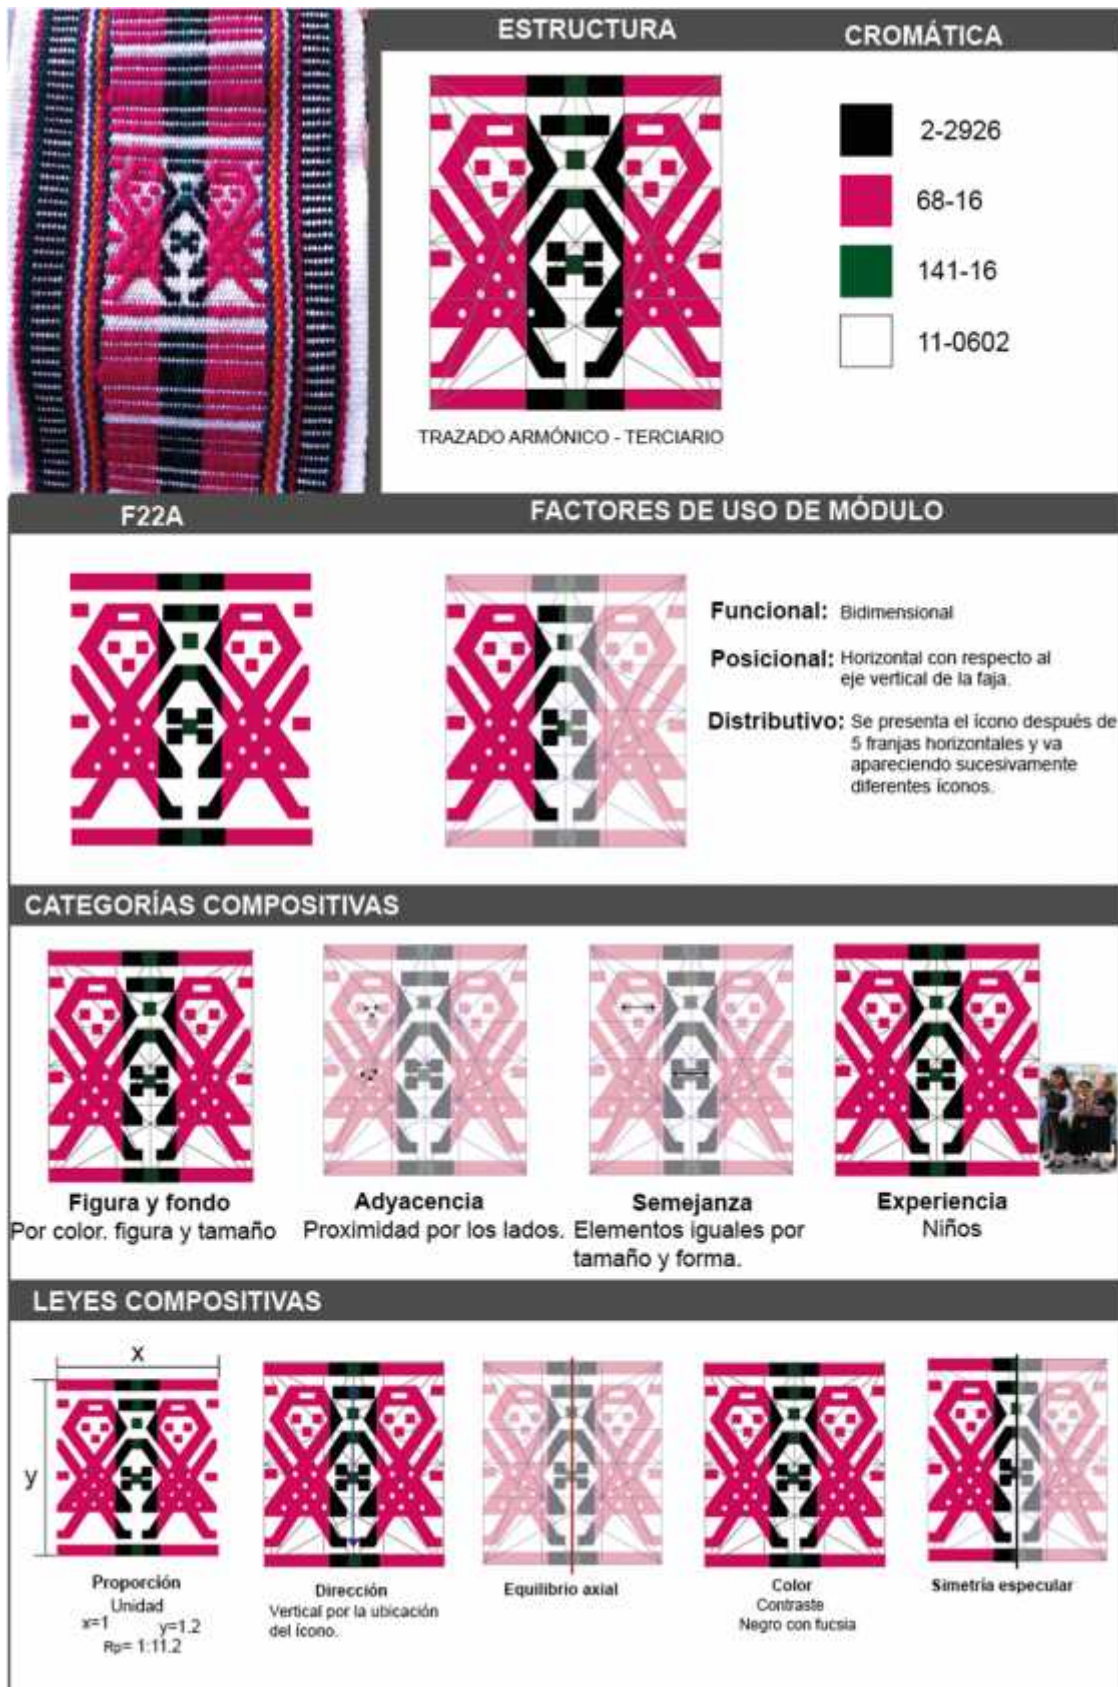 ESTRUCTURA
CROMÁTICA
2-2926
68-16
141-16
11-0602
TRAZADO ARMÓNICO - TERCIARIO
F22A
FACTORES DE USO DE MÓDULO
Funcional: Bidimensional
Posicional: Horizontal con respecto al
eje vertical de la faja.
Distributivo: Se presenta el ícono después de
5 franjas horizontales y va
apareciendo sucesivamente
diferentes íconos.
CATEGORÍAS COMPOSITIVAS
Figura y fondo
Por color. figura y tamaño
Adyacencia
Proximidad por los lados.
Semejanza
Elementos iguales por
tamaño y forma.
Experiencia
Niños
LEYES COMPOSITIVAS
x
y
Proporción
Unidad
x=1 y=1.2
Rp= 1:11.2
Dirección
Vertical por la ubicación
del ícono.
Equilibrio axial
Color
Contraste
Negro con fucsia
Simetría especular